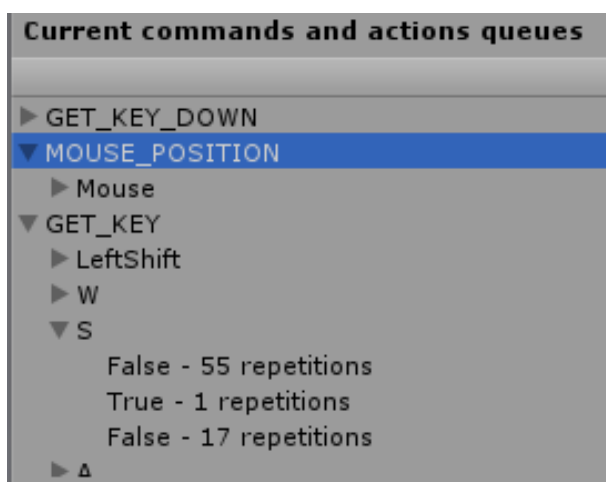 Current commands and actions queues
GET_KEY_DOWN
MOUSE_POSITION
Mouse
GET_KEY
LeftShift
W
S
False - 55 repetitions
True - 1 repetitions
False - 17 repetitions
A